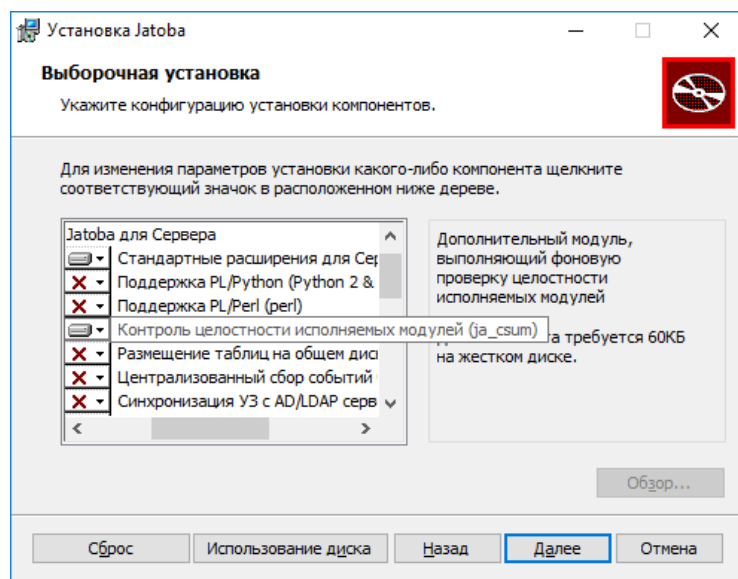 Установка Jatoba
Выборочная установка
Укажите конфигурацию установки компонентов.
Для изменения параметров установки какого-либо компонента щелкните
соответствующий значок в расположенном ниже дереве.
Jatoba для Сервера
Стандартные расширения для Сер
Поддержка PL/Python (Python 2 &
Поддержка PL/Perl (perl)
Контроль целостности исполняемых модулей (ja_csum)
Размещение таблиц на общем дис
Централизованный сбор событий
Синхронизация УЗ с AD/LDAP серв
Дополнительный модуль,
выполняющий фоновую
проверку целостности
исполняемых модулей
требуется 60КБ
на жестком диске.
Обзор...
Сброс
Использование диска
Назад
Далее
Отмена